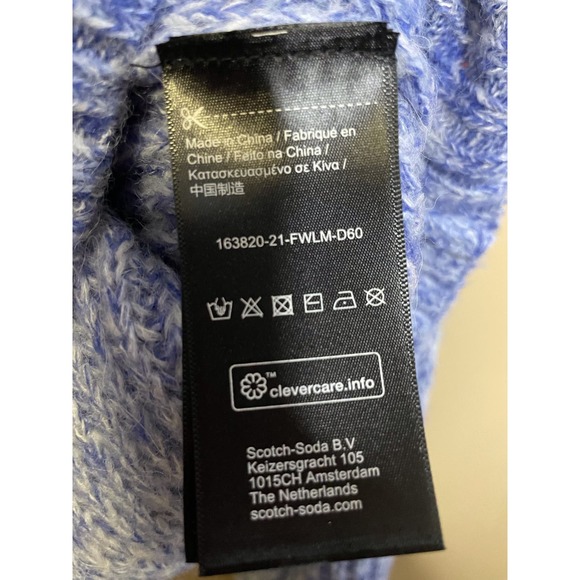 Made in China / Fabriqué en
Chine / Feito na China /
Κατασκευασμένο σε Κίνα /
中国制造
163820-21-FWLM-D60
™ clevercare.info
Scotch-Soda B.V
Keizersgracht 105
1015CH Amsterdam
The Netherlands
scotch-soda.com